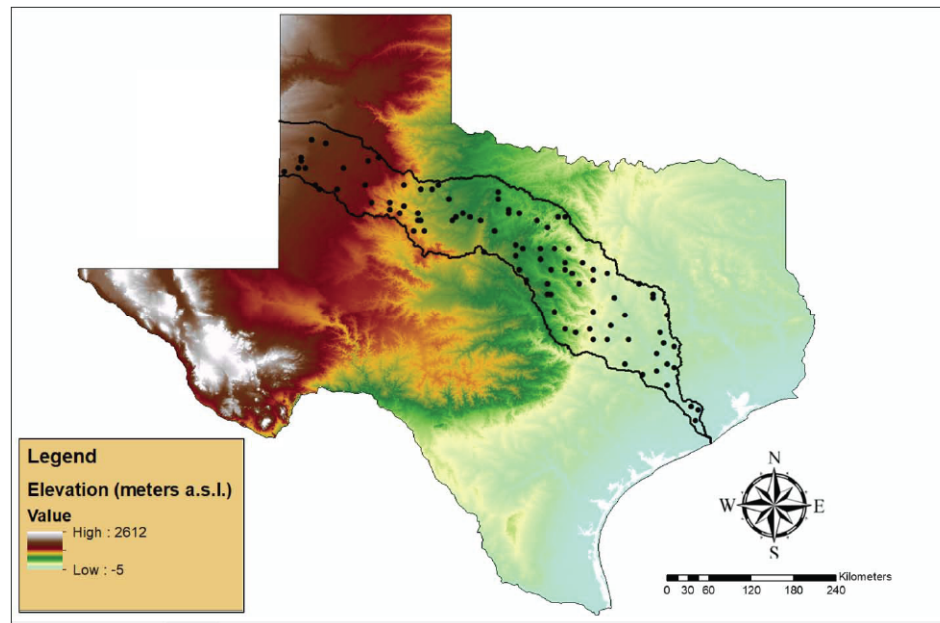 Legend
Elevation (meters a.s.l.)
Value
High : 2612
Low : -5
N
W E
S
Kilometers
0 30 60 120 180 240